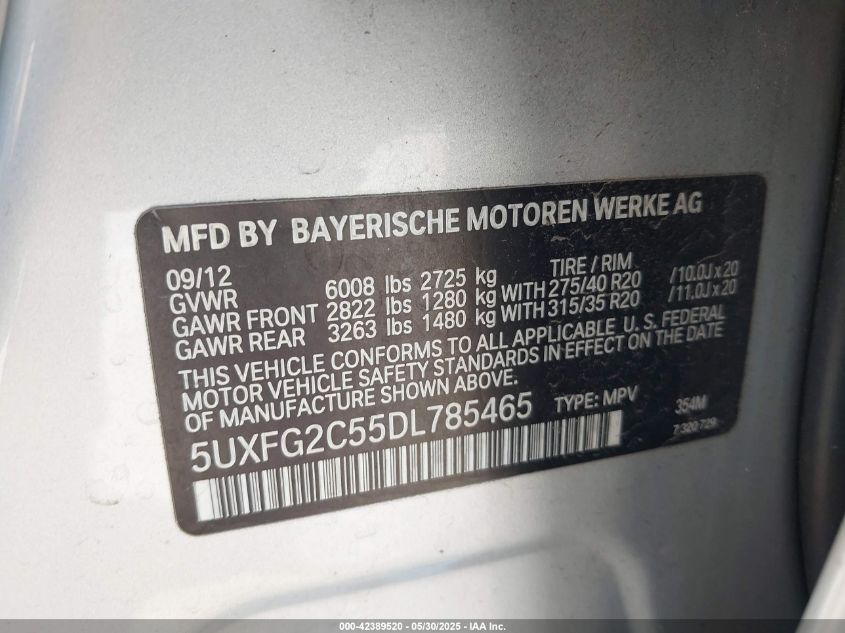 MFD BY BAYERISCHE MOTOREN WERKE AG
09/12 TIRE / RIM
GVWR 6008 lbs 2725 kg
GAWR FRONT 2822 lbs 1280 kg WITH 275/40 R20 /10.0J x 20
GAWR REAR 3263 lbs 1480 kg WITH 315/35 R20 /11.0J x 20
THIS VEHICLE CONFORMS TO ALL APPLICABLE U. S. FEDERAL
MOTOR VEHICLE SAFETY STANDARDS IN EFFECT ON THE DATE
OF MANUFACTURE SHOWN ABOVE.
5UXFG2C55DL785465 TYPE: MPV 354M
7 320 729
000-42389520 - 05/30/2025 - IAA Inc.